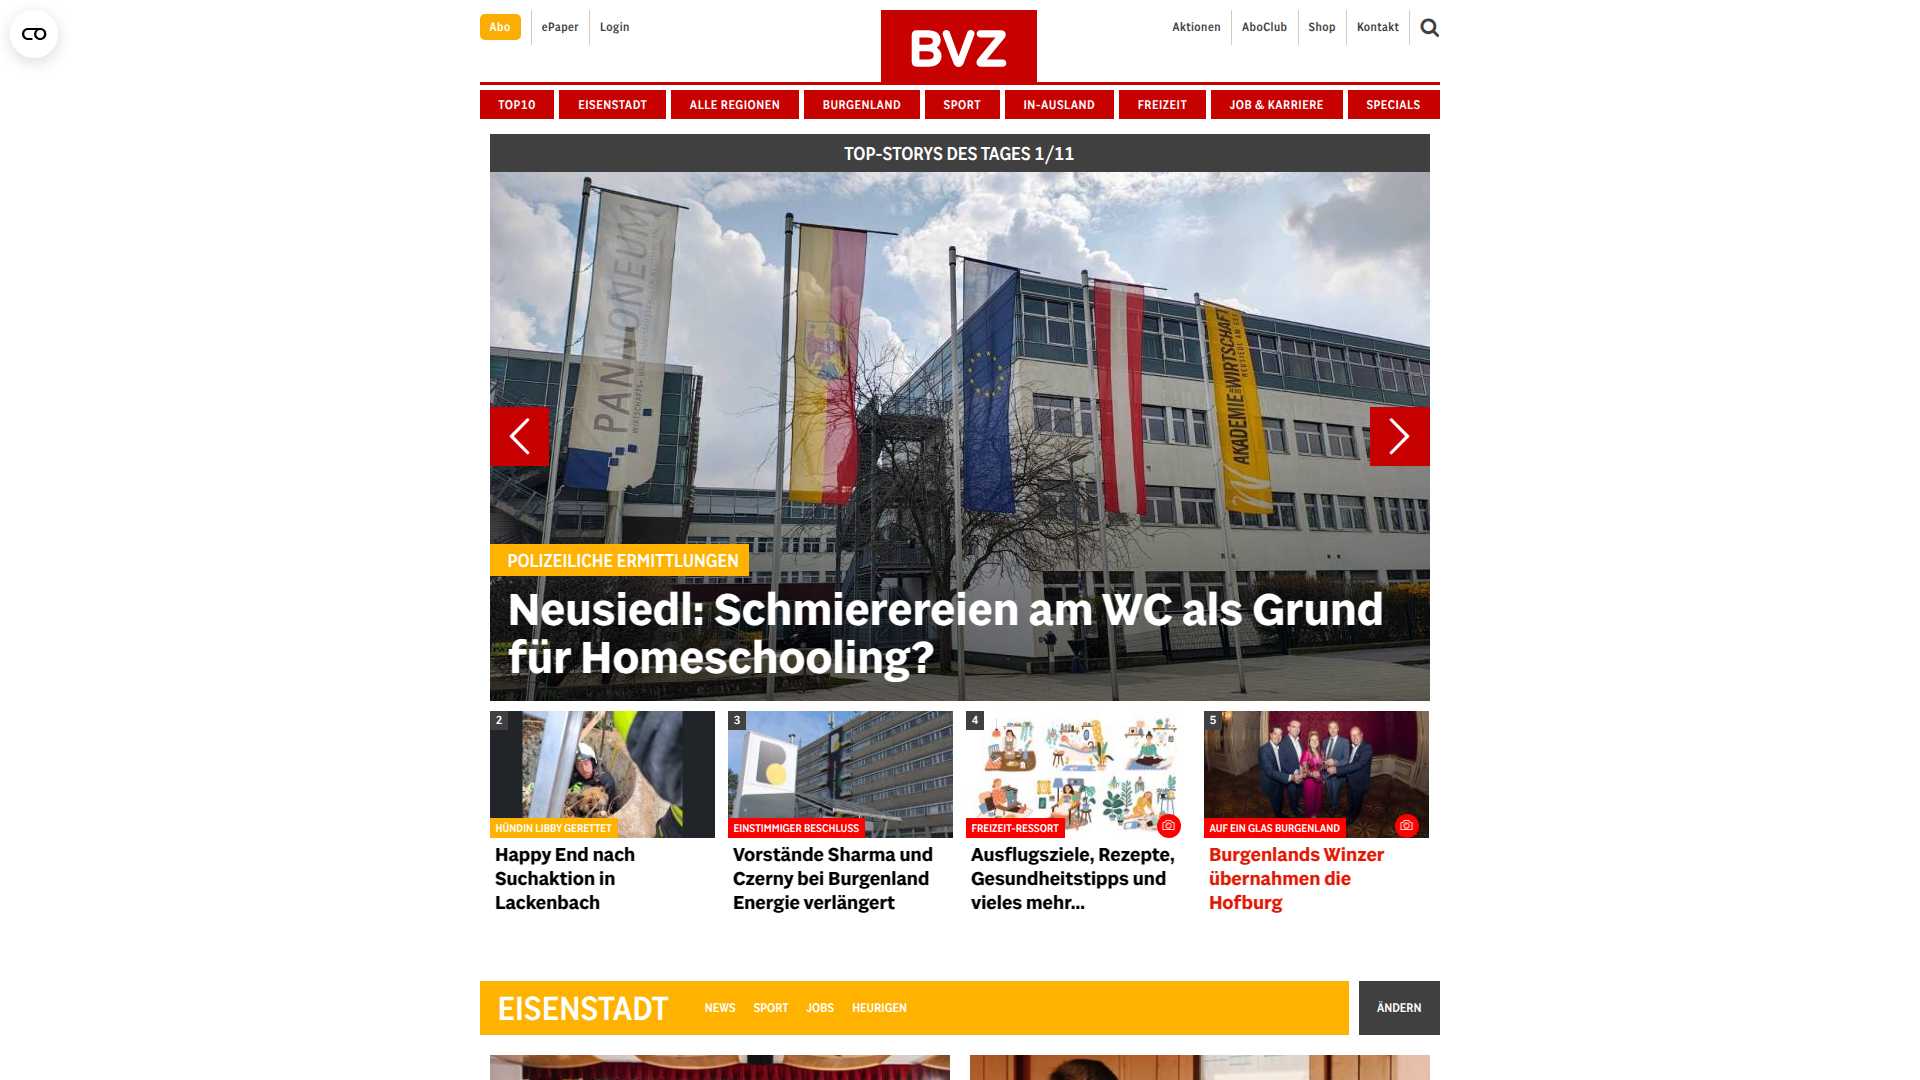 Abo
ePaper
Login
BVZ
Aktionen
AboClub
Shop
Kontakt
TOP10
EISENSTADT
ALLE REGIONEN
BURGENLAND
SPORT
IN-AUSLAND
FREIZEIT
JOB & KARRIERE
SPECIALS
TOP-STORYS DES TAGES 1/11
PANNONEUM
AKADEMIE DER WIRTSCHAFT
POLIZEILICHE ERMITTLUNGEN
Neusiedl: Schmierereien am WC als Grund
für Homeschooling?
2
HÜNDIN LIBBY GERETTET
Happy End nach
Suchaktion in
Lackenbach
3
EINSTIMMIGER BESCHLUSS
Vorstände Sharma und
Czerny bei Burgenland
Energie verlängert
4
FREIZEIT-RESSORT
Ausflugsziele, Rezepte,
Gesundheitstipps und
vieles mehr...
5
AUF EIN GLAS BURGENLAND
Burgenlands Winzer
übernahmen die
Hofburg
EISENSTADT
NEWS
SPORT
JOBS
HEURIGEN
ÄNDERN